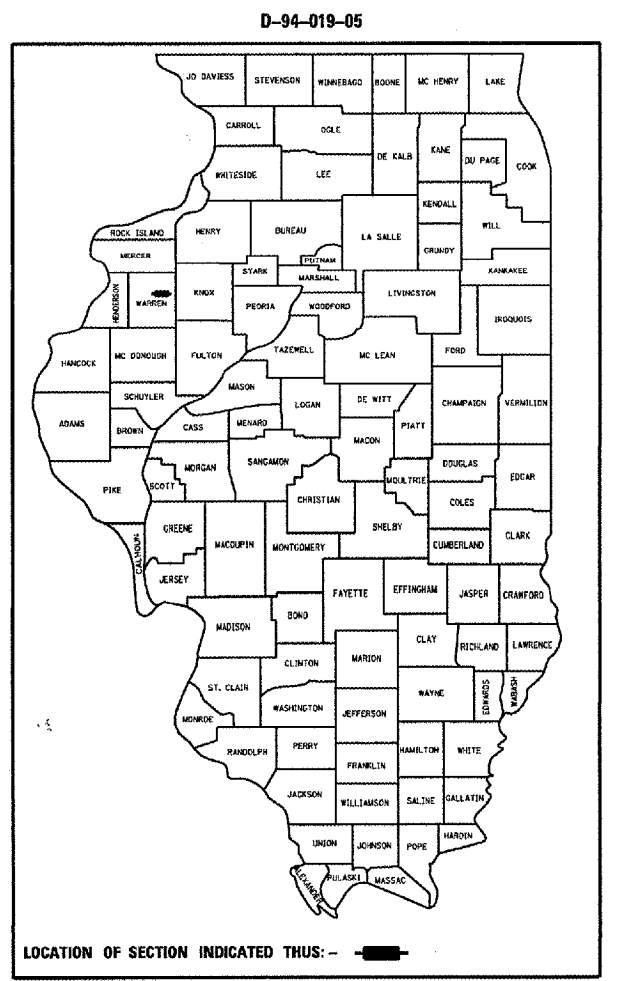 D-94-019-05
JO DAVIESS STEVENSON WINNEBAGO BOONE MC HENRY LAKE
CARROLL OGLE DE KALB KANE DU PAGE COOK
WHITESIDE LEE
KENDALL
ROCK ISLAND HENRY BUREAU LA SALLE GRUNDY WILL
MERCER STARK PUTNAM KANKAKEE
MARSHALL
HENDERSON WARREN KNOX PEORIA WOODFORD LIVINGSTON IROQUOIS
HANCOCK MC DONOUGH FULTON TAZEWELL MC LEAN FORD
MASON
SCHUYLER LOGAN DE WITT CHAMPAIGN VERMILION
ADAMS BROWN CASS MENARD PIATT
MACON
PIKE SCOTT MORGAN SANGAMON MOULTRIE DOUGLAS EDGAR
CHRISTIAN COLES
CALHOUN GREENE MACOUPIN MONTGOMERY SHELBY CUMBERLAND CLARK
JERSEY FAYETTE EFFINGHAM JASPER CRAWFORD
MADISON BOND
CLINTON MARION CLAY RICHLAND LAWRENCE
ST. CLAIR WAYNE EDWARDS WABASH
MONROE WASHINGTON JEFFERSON
RANDOLPH PERRY HAMILTON WHITE
FRANKLIN
JACKSON WILLIAMSON SALINE GALLATIN
UNION JOHNSON POPE HARDIN
ALEXANDER PULASKI MASSAC
LOCATION OF SECTION INDICATED THUS: -